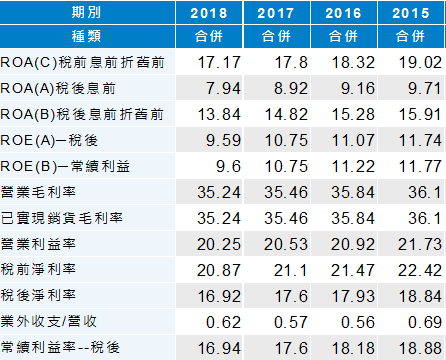 期別 2018 2017 2016 2015
種類 合併 合併 合併 合併
ROA(C)稅前息前折舊前 17.17 17.8 18.32 19.02
ROA(A)稅後息前 7.94 8.92 9.16 9.71
ROA(B)稅後息前折舊前 13.84 14.82 15.28 15.91
ROE(A)─稅後 9.59 10.75 11.07 11.74
ROE(B)─常續利益 9.6 10.75 11.22 11.77
營業毛利率 35.24 35.46 35.84 36.1
已實現銷貨毛利率 35.24 35.46 35.84 36.1
營業利益率 20.25 20.53 20.92 21.73
稅前淨利率 20.87 21.1 21.47 22.42
稅後淨利率 16.92 17.6 17.93 18.84
業外收支/營收 0.62 0.57 0.56 0.69
常續利益率--稅後 16.94 17.6 18.18 18.88